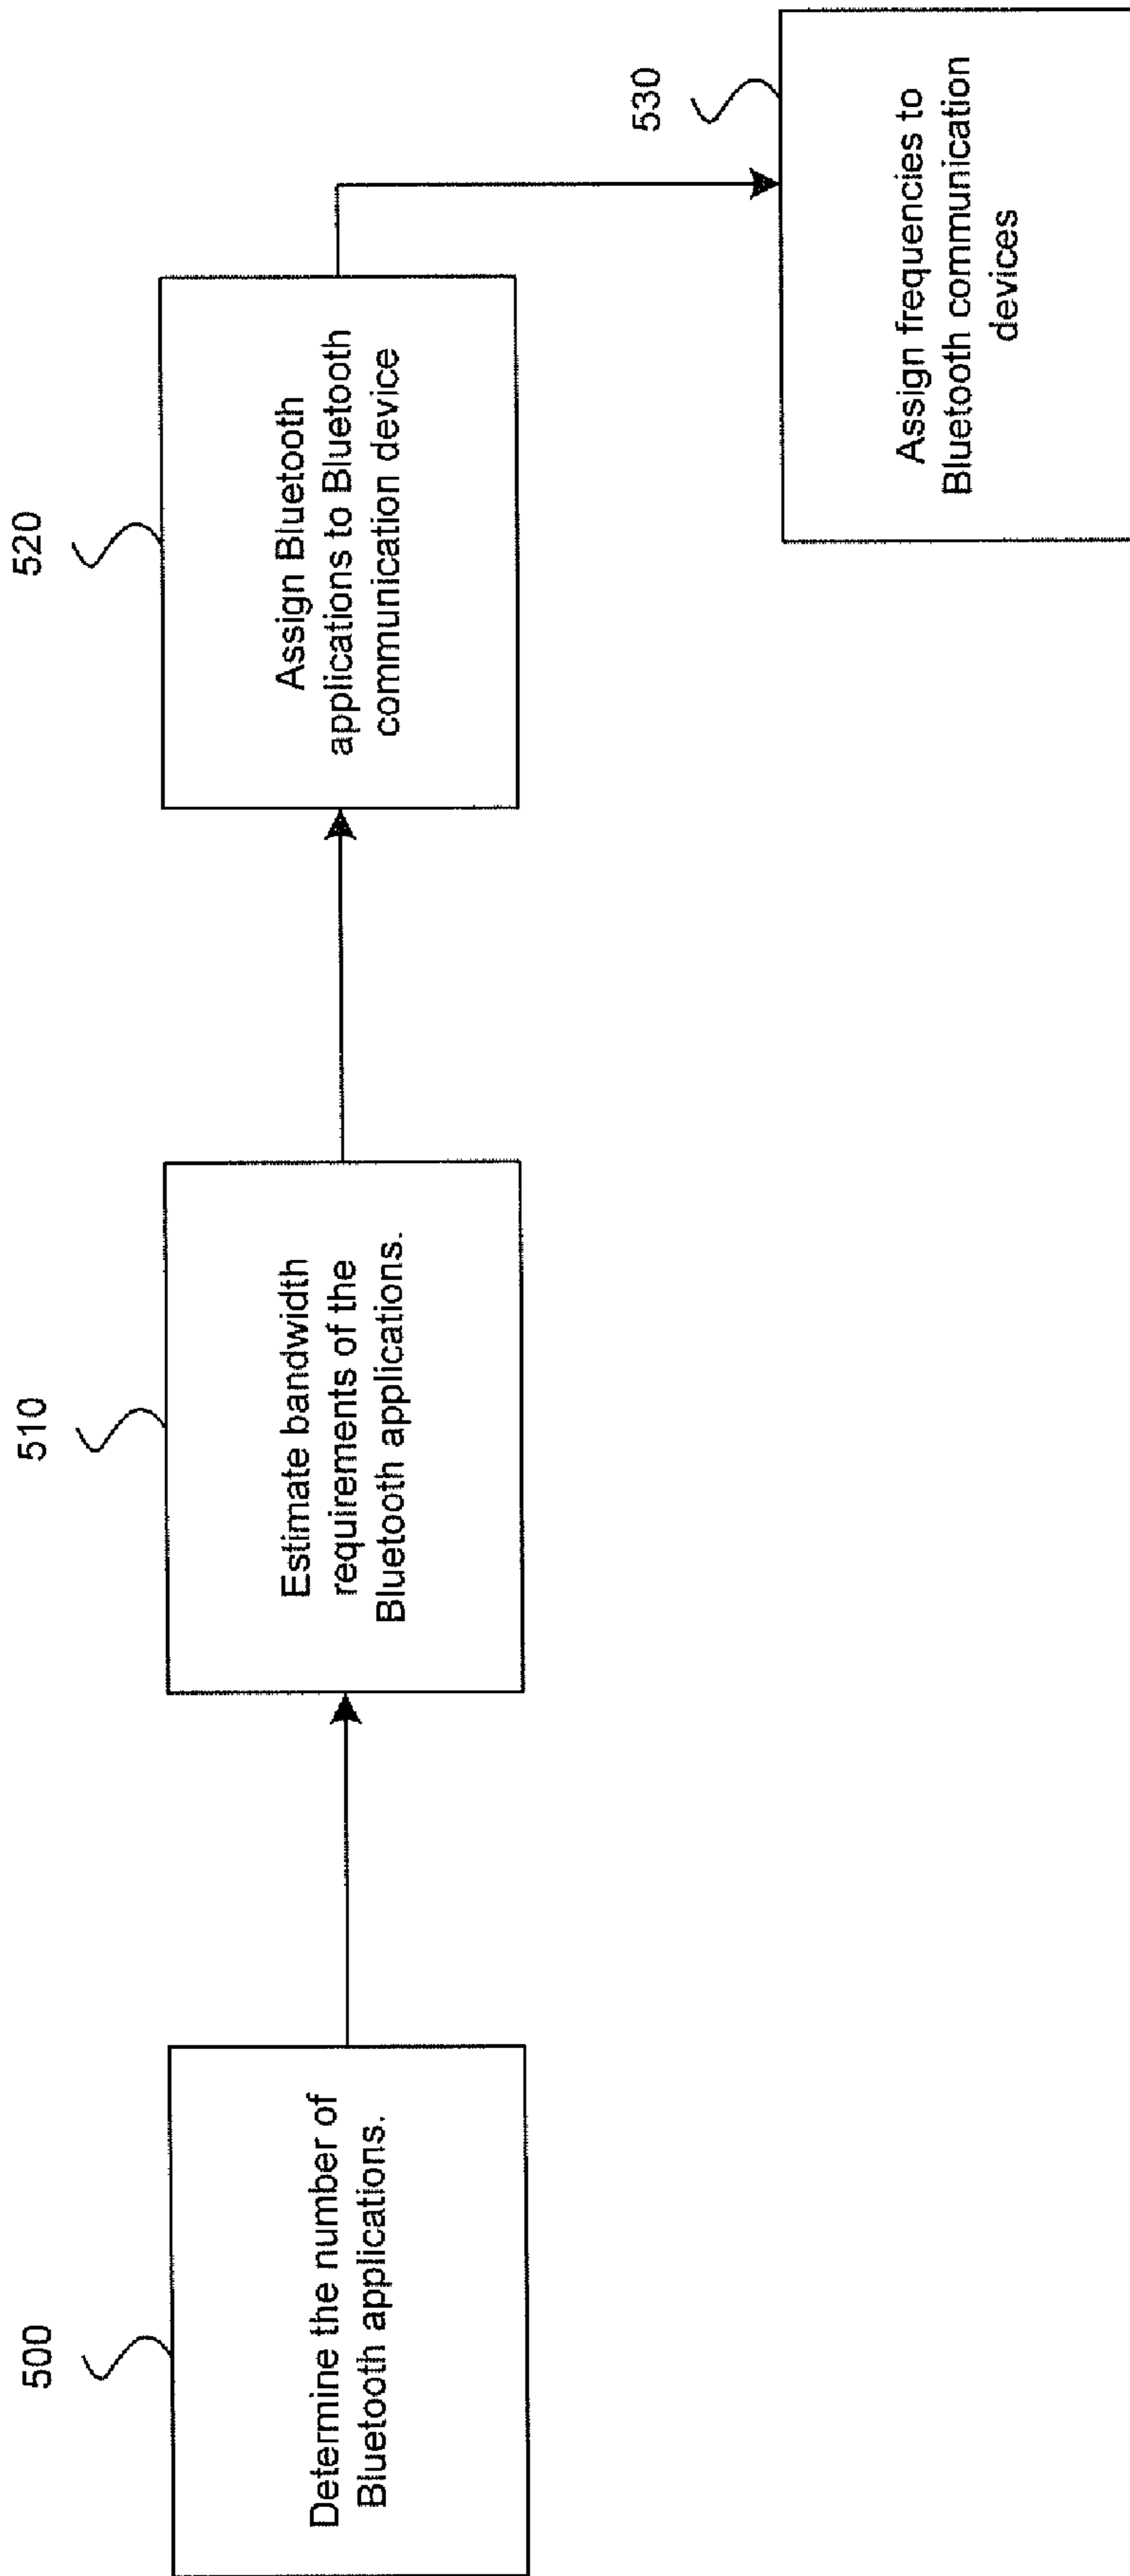 500
Determine the number of
Bluetooth applications.
510
Estimate bandwidth
requirements of the
Bluetooth applications.
520
Assign Bluetooth
applications to Bluetooth
communication device
530
Assign frequencies to
Bluetooth communication
devices